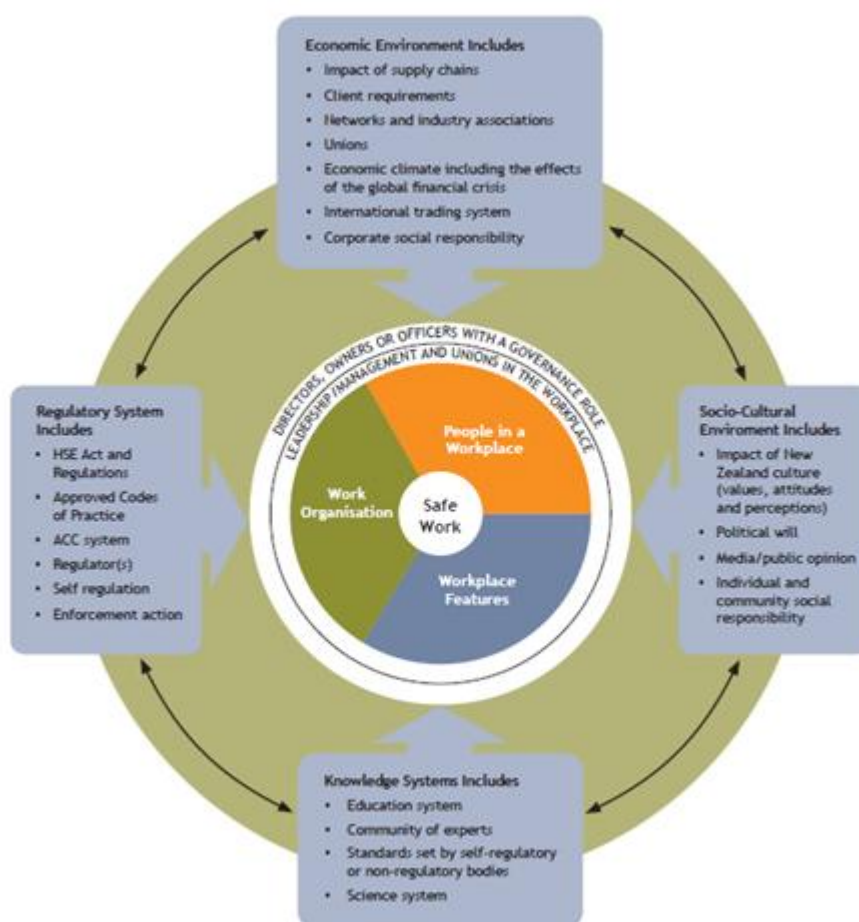 Economic Environment Includes
• Impact of supply chains
• Client requirements
• Networks and industry associations
• Unions
• Economic climate including the effects
of the global financial crisis
• International trading system
• Corporate social responsibility
DIRECTORS, OWNERS OR OFFICERS WITH A GOVERNANCE ROLE
LEADERSHIP/MANAGEMENT AND UNIONS IN THE WORKPLACE
Regulatory System
Includes
• HSE Act and
Regulations
• Approved Codes
of Practice
• ACC system
• Regulator(s)
• Self regulation
• Enforcement action
People in a
Workplace
Work
Organisation
Safe
Work
Workplace
Features
Socio-Cultural
Enviroment Includes
• Impact of New
Zealand culture
(values, attitudes
and perceptions)
• Political will
• Media/public opinion
• Individual and
community social
responsibility
Knowledge Systems Includes
• Education system
• Community of experts
• Standards set by self-regulatory
or non-regulatory bodies
• Science system